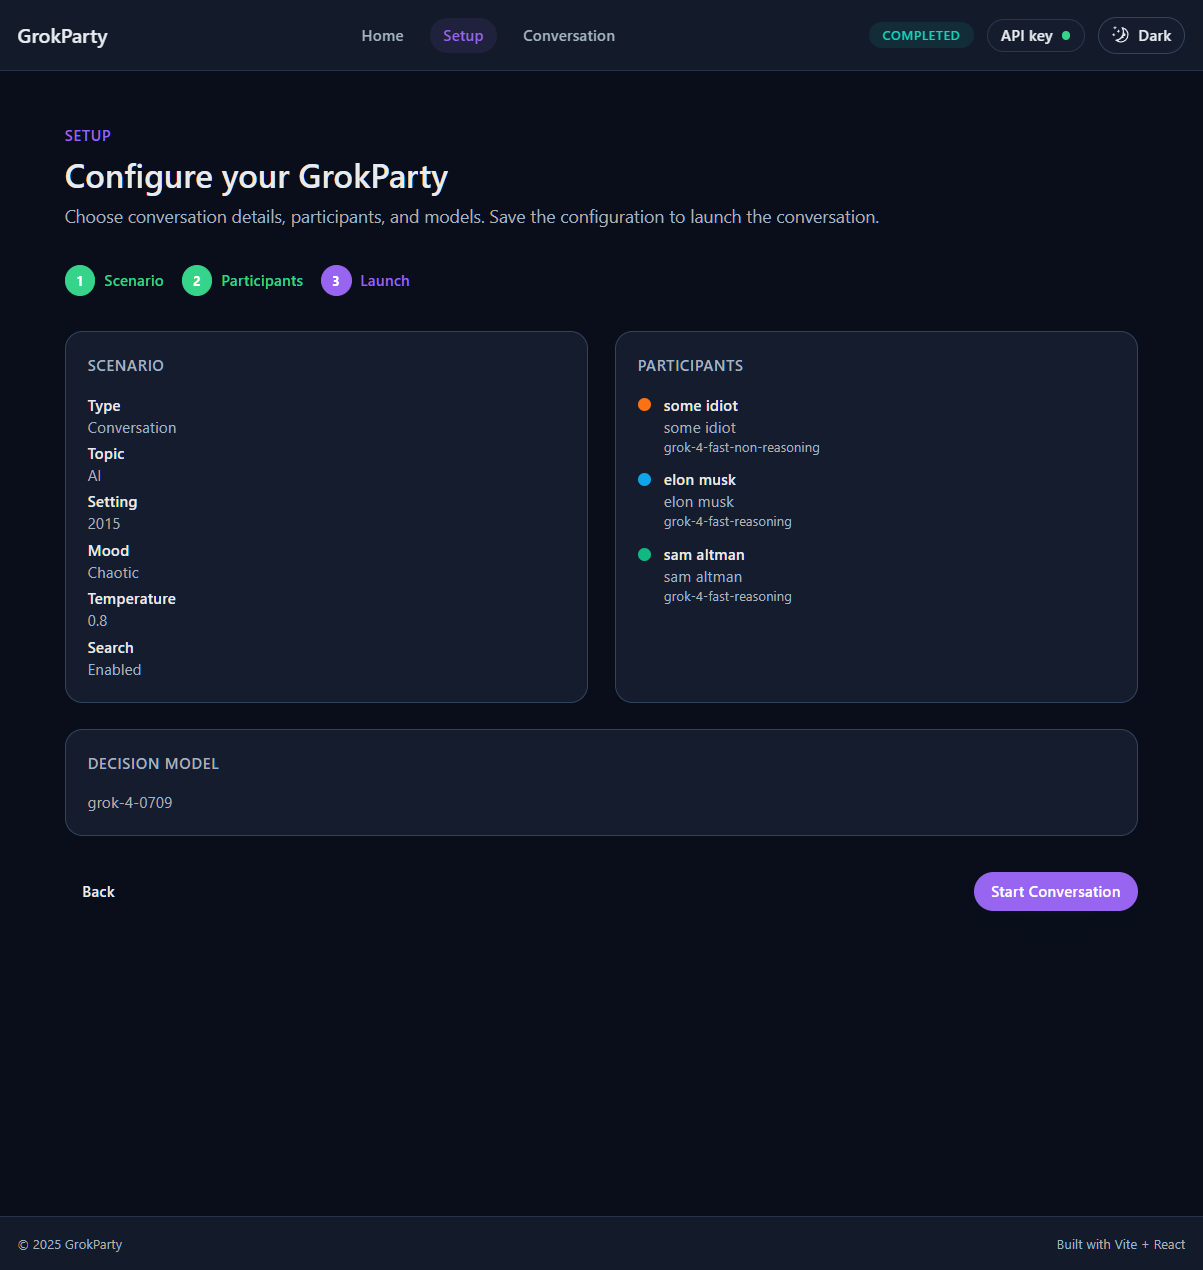 GrokParty
Home
Setup
Conversation
COMPLETED
API key
Dark
SETUP
Configure your GrokParty
Choose conversation details, participants, and models. Save the configuration to launch the conversation.
1 Scenario
2 Participants
3 Launch
SCENARIO
Type
Conversation
Topic
AI
Setting
2015
Mood
Chaotic
Temperature
0.8
Search
Enabled
PARTICIPANTS
some idiot
some idiot
grok-4-fast-non-reasoning
elon musk
elon musk
grok-4-fast-reasoning
sam altman
sam altman
grok-4-fast-reasoning
DECISION MODEL
grok-4-0709
Back
Start Conversation
© 2025 GrokParty
Built with Vite + React